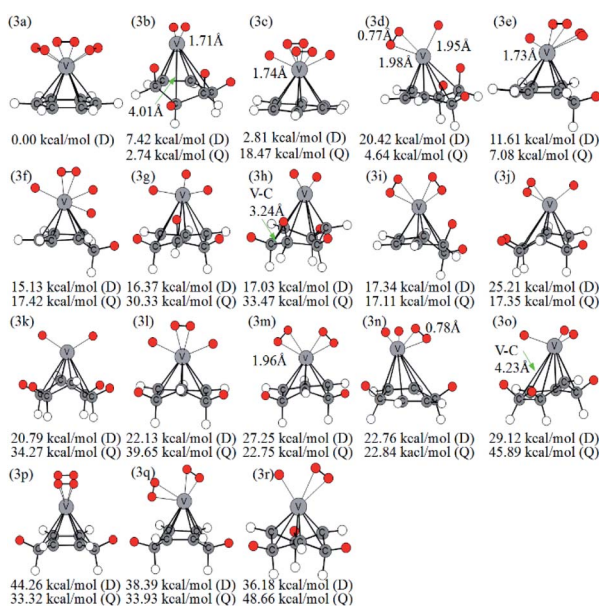 (3a) (3b) (3c) (3d) (3e)
1.71Å 0.77Å 1.95Å
1.74Å 1.98Å 1.73Å
4.01Å
V V V V V
0.00 kcal/mol (D) 7.42 kcal/mol (D) 2.81 kcal/mol (D) 20.42 kcal/mol (D) 11.61 kcal/mol (D)
2.74 kcal/mol (Q) 18.47 kcal/mol (Q) 4.64 kcal/mol (Q) 7.08 kcal/mol (Q)
(3f) (3g) (3h) (3i) (3j)
V-C
3.24Å
V V V V V
15.13 kcal/mol (D) 16.37 kcal/mol (D) 17.03 kcal/mol (D) 17.34 kcal/mol (D) 25.21 kcal/mol (D)
17.42 kcal/mol (Q) 30.33 kcal/mol (Q) 33.47 kcal/mol (Q) 17.11 kcal/mol (Q) 17.35 kcal/mol (Q)
(3k) (3l) (3m) (3n) (3o)
0.78Å
1.96Å V-C
4.23Å
V V V V V
20.79 kcal/mol (D) 22.13 kcal/mol (D) 27.25 kcal/mol (D) 22.76 kcal/mol (D) 29.12 kcal/mol (D)
34.27 kcal/mol (Q) 39.65 kcal/mol (Q) 22.75 kcal/mol (Q) 22.84 kacl/mol (Q) 45.89 kcal/mol (Q)
(3p) (3q) (3r)
V V V
44.26 kcal/mol (D) 38.39 kcal/mol (D) 36.18 kcal/mol (D)
33.32 kcal/mol (Q) 33.93 kcal/mol (Q) 48.66 kcal/mol (Q)